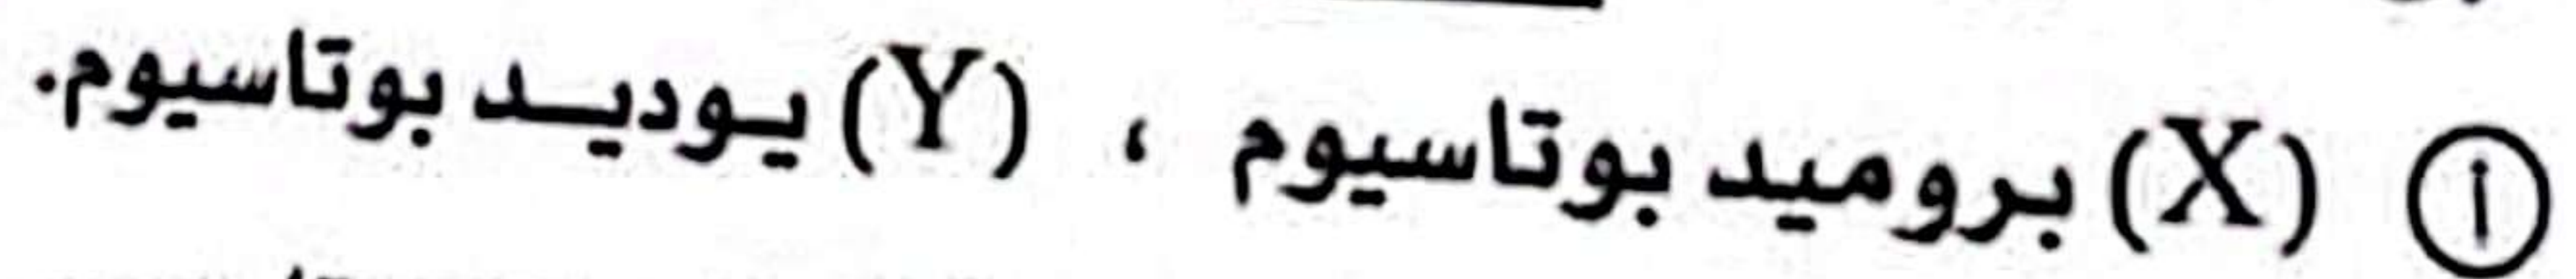 أ (X) بروميد بوتاسيوم ، (Y) يوديد بوتاسيوم.